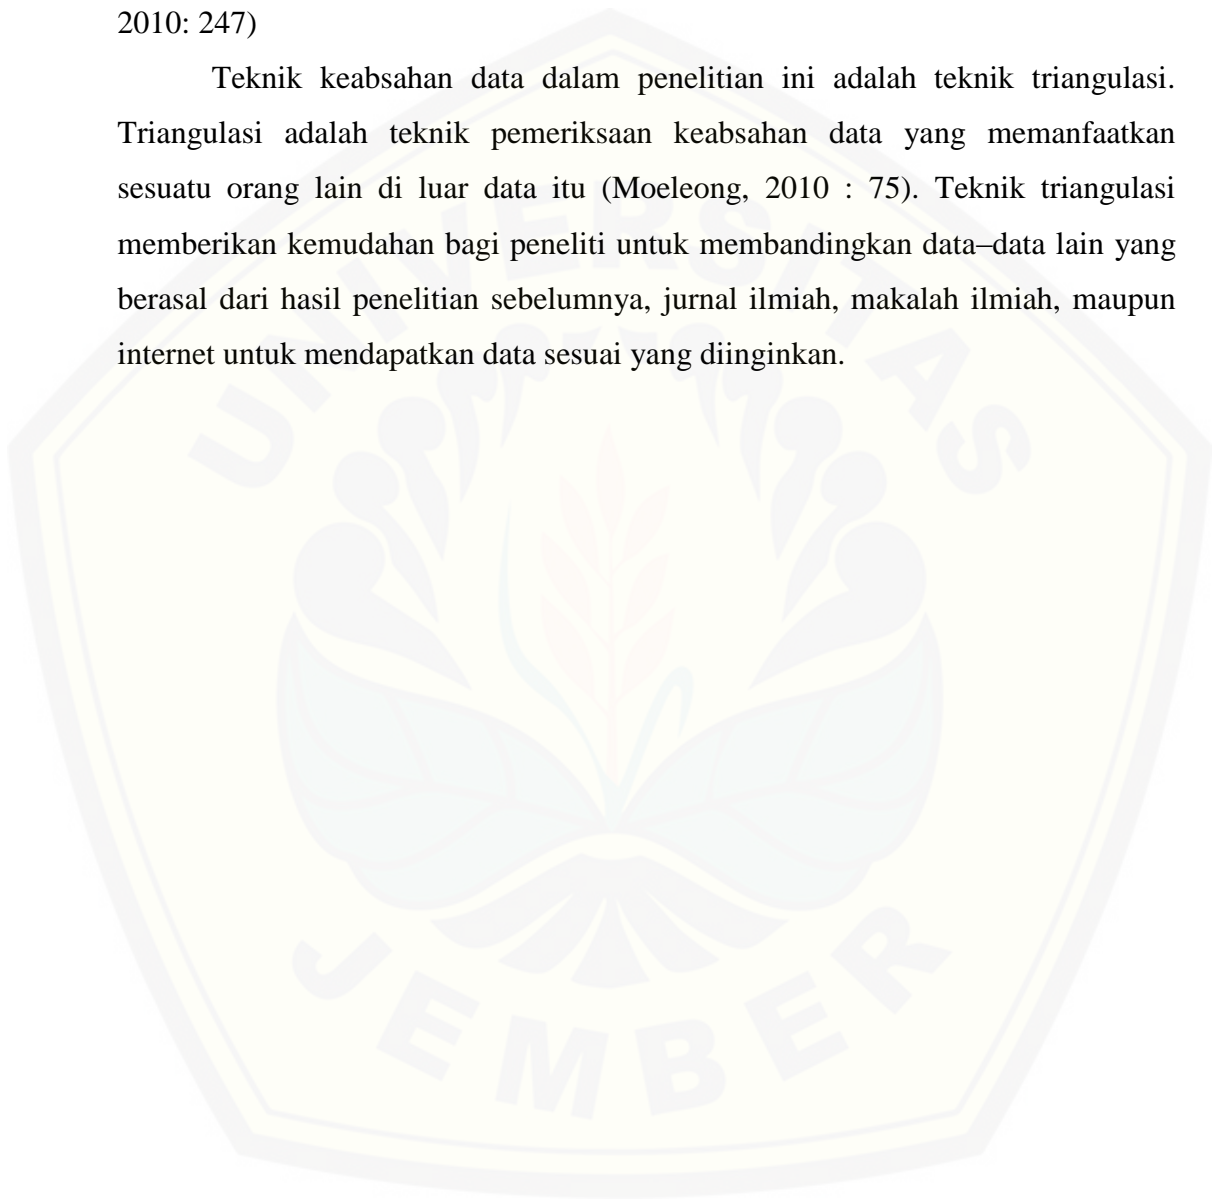 2010: 247)
Teknik keabsahan data dalam penelitian ini adalah teknik triangulasi.
Triangulasi adalah teknik pemeriksaan keabsahan data yang memanfaatkan
sesuatu orang lain di luar data itu (Moeleong, 2010 : 75). Teknik triangulasi
memberikan kemudahan bagi peneliti untuk membandingkan data–data lain yang
berasal dari hasil penelitian sebelumnya, jurnal ilmiah, makalah ilmiah, maupun
internet untuk mendapatkan data sesuai yang diinginkan.
UNIVERSITAS
JEMBER